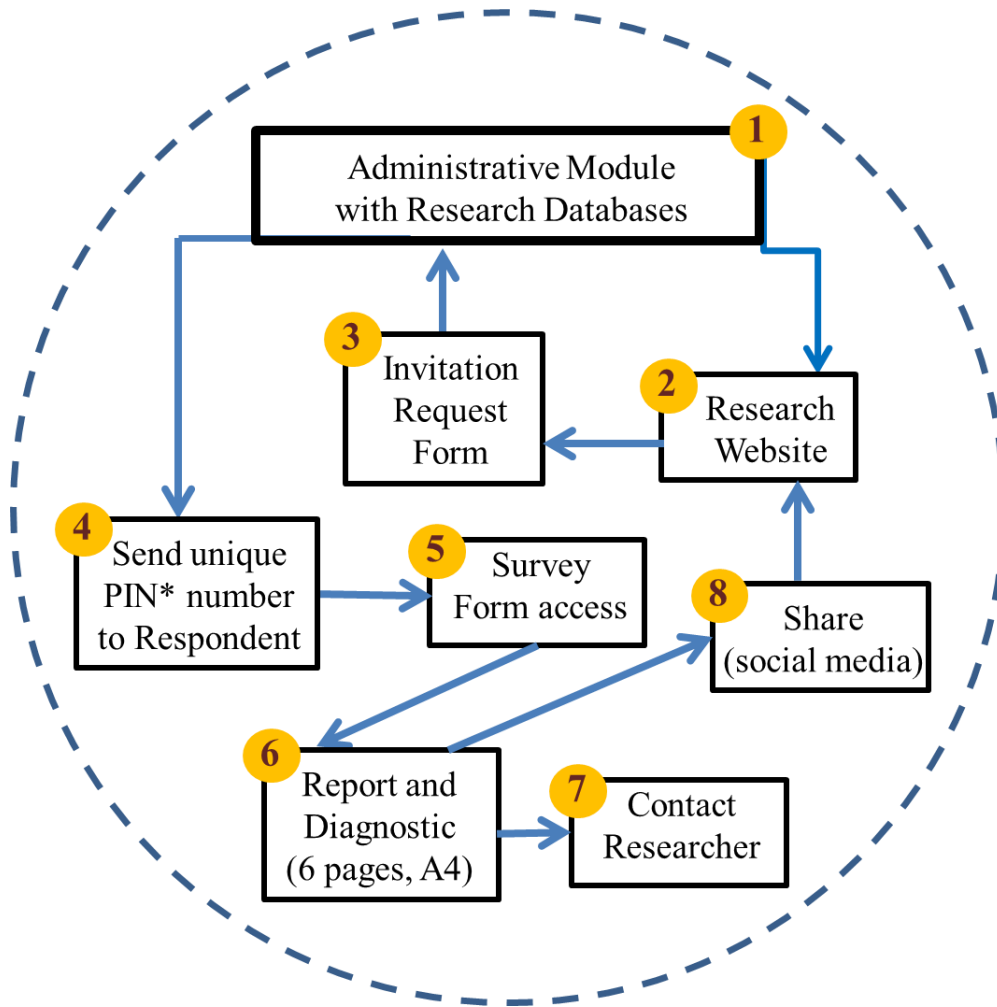 1
Administrative Module
with Research Databases
2
Research
Website
3
Invitation
Request
Form
4
Send unique
PIN* number
to Respondent
5
Survey
Form access
6
Report and
Diagnostic
(6 pages, A4)
7
Contact
Researcher
8
Share
(social media)